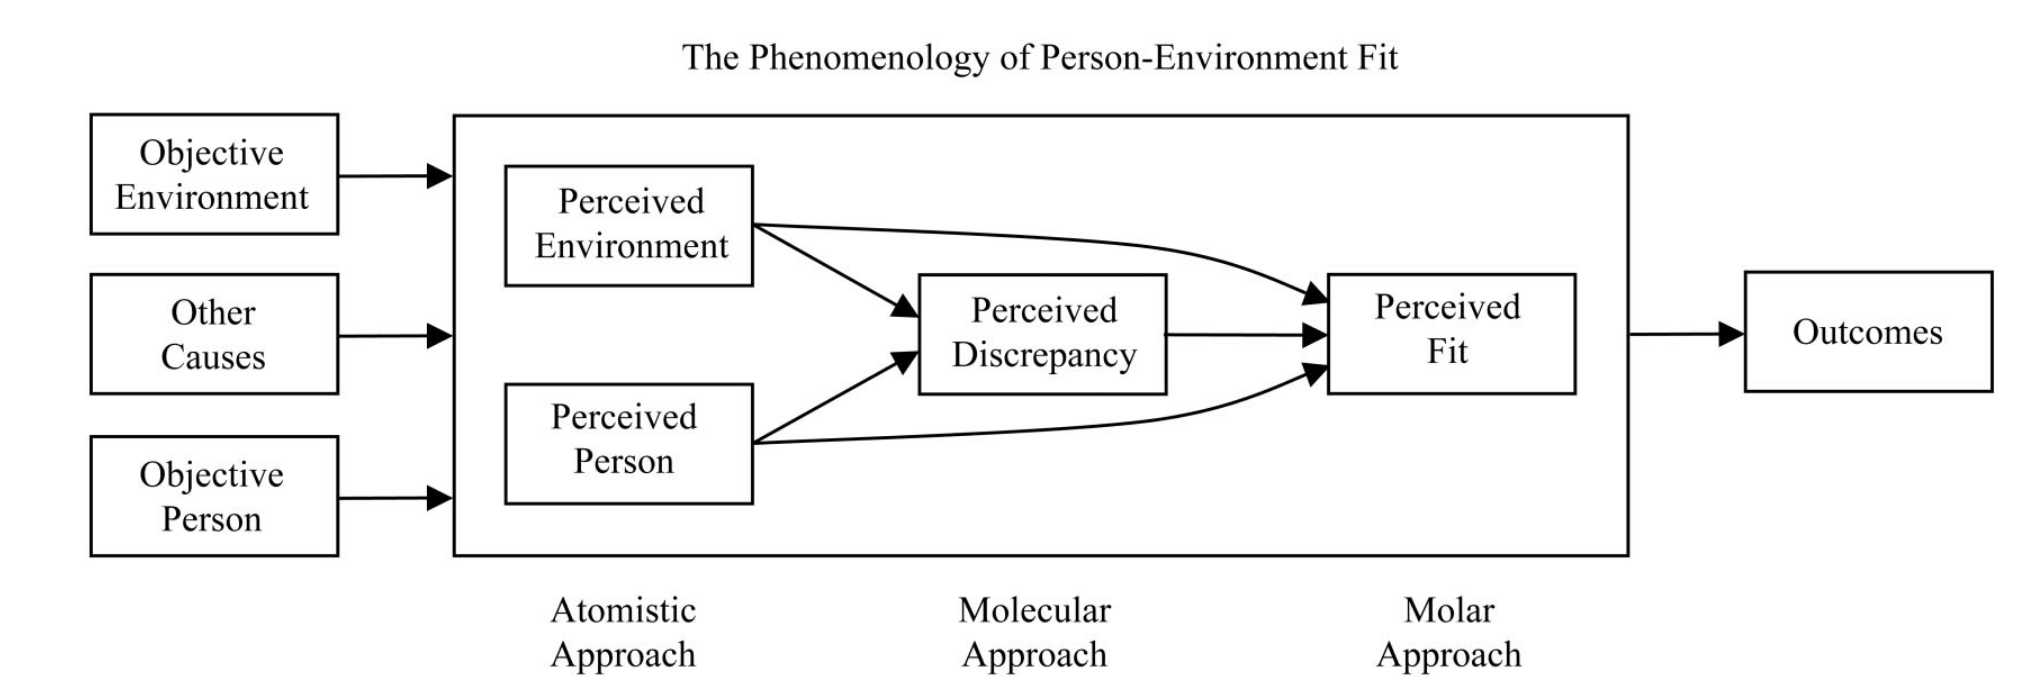 The Phenomenology of Person-Environment Fit
Objective
Environment
Other
Causes
Objective
Person
Perceived
Environment
Perceived
Person
Perceived
Discrepancy
Perceived
Fit
Outcomes
Atomistic
Approach
Molecular
Approach
Molar
Approach